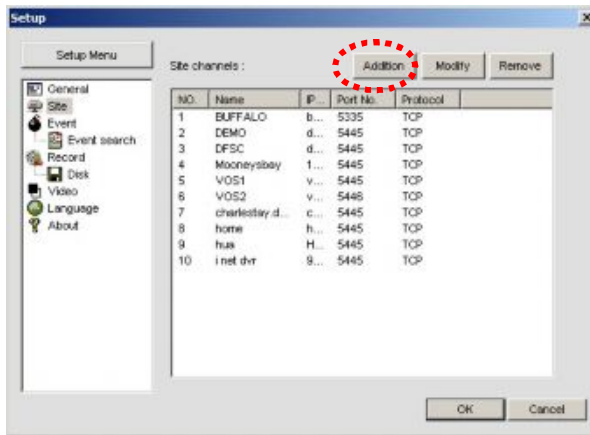 Setup
Setup Menu
Site channels :
Addition
Modify
Remove
General
Site
Event
Event search
Record
Disk
Video
Language
About
NO. Name IP... Port No. Protocol
1 BUFFALO b... 5335 TCP
2 DEMO d... 5445 TCP
3 DFSC d... 5445 TCP
4 Mooneysbay 1... 5445 TCP
5 VOS1 v... 5445 TCP
6 VOS2 v... 5446 TCP
7 charlestay.d... c... 5445 TCP
8 home h... 5445 TCP
9 hua H... 5445 TCP
10 i net dvr 9... 5445 TCP
OK
Cancel